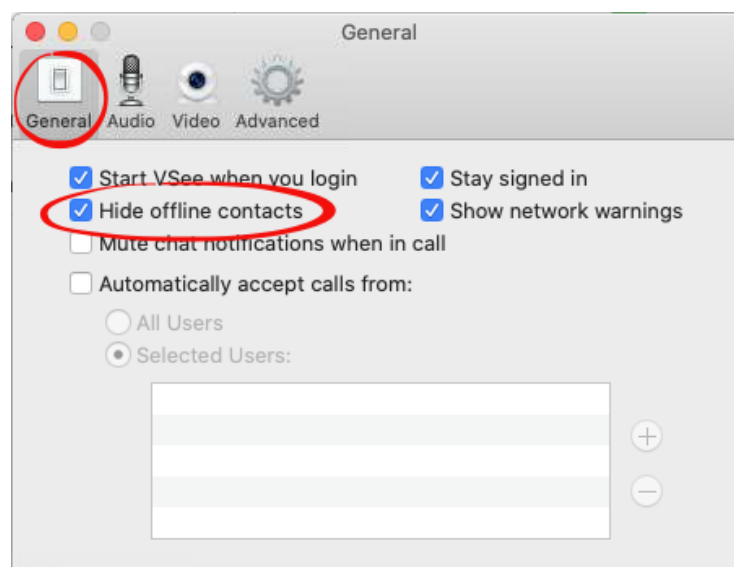 General
General Audio Video Advanced
Start VSee when you login Stay signed in
Hide offline contacts Show network warnings
Mute chat notifications when in call
Automatically accept calls from:
All Users
Selected Users: